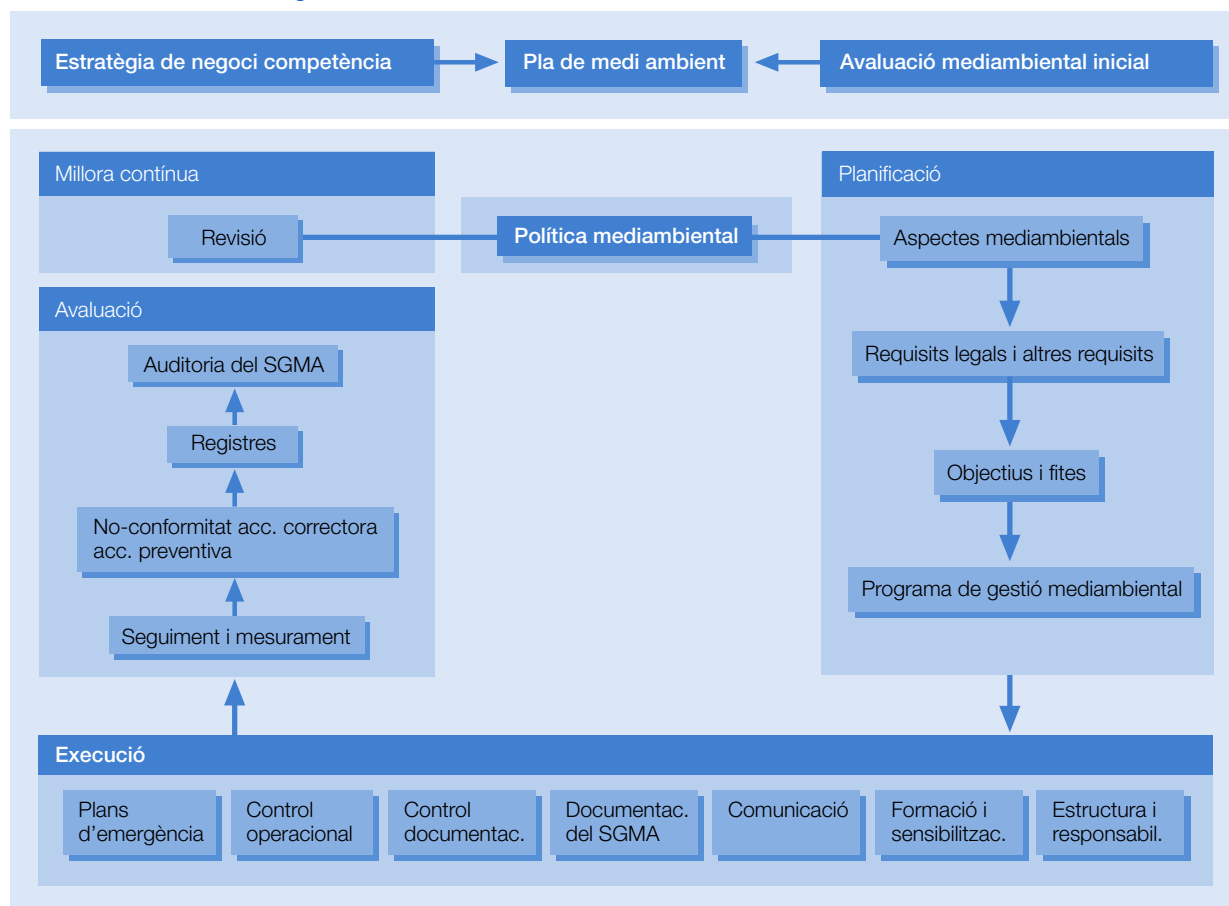 Estratègia de negoci competència
Pla de medi ambient
Avaluació mediambiental inicial
Millora contínua
Revisió
Política mediambiental
Planificació
Aspectes mediambientals
Requisits legals i altres requisits
Objectius i fites
Programa de gestió mediambiental
Avaluació
Auditoria del SGMA
Registres
No-conformitat acc. correctora
acc. preventiva
Seguiment i mesurament
Execució
Plans
d’emergència
Control
operacional
Control
documentac.
Documentac.
del SGMA
Comunicació
Formació i
sensibilitzac.
Estructura i
responsabil.